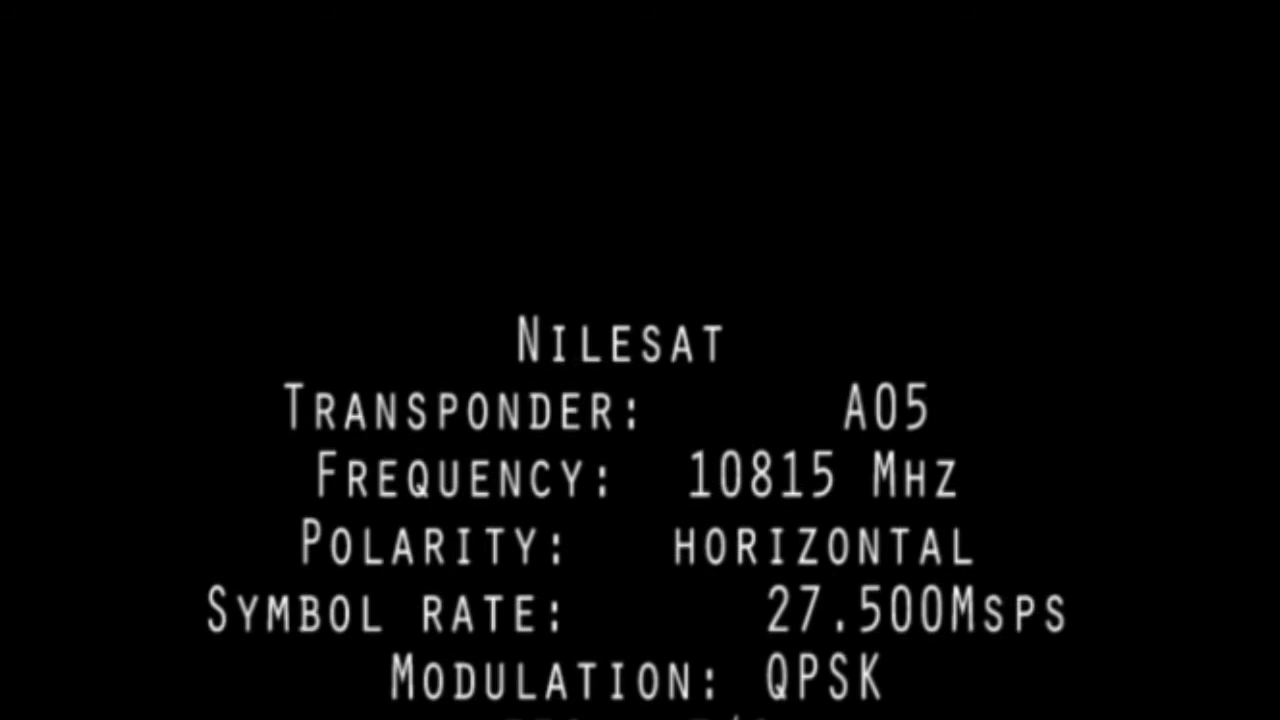 Nilesat
Transponder: A05
Frequency: 10815 Mhz
Polarity: horizontal
Symbol rate: 27.500Msps
Modulation: QPSK